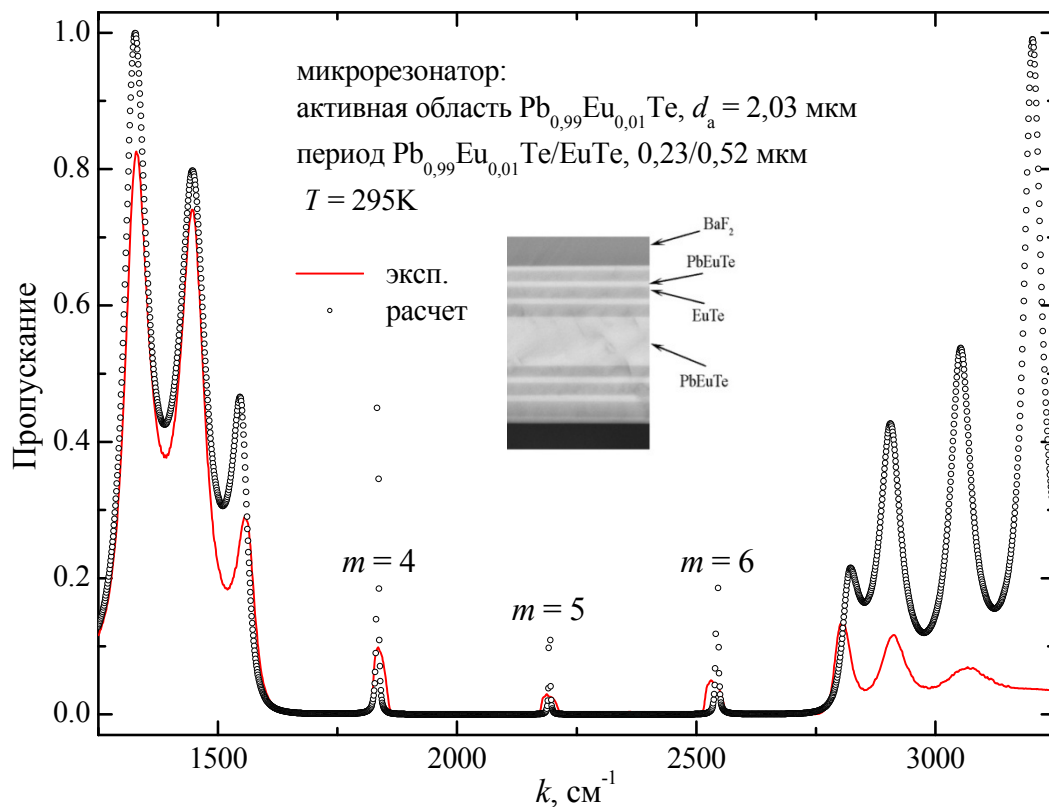 микрорезонатор:
активная область Pb0,99Eu0,01Te, dа = 2,03 мкм
период Pb0,99Eu0,01Te/EuTe, 0,23/0,52 мкм
T = 295K
эксп.
расчет
BaF2
PbEuTe
EuTe
PbEuTe
m = 4
m = 5
m = 6
Пропускание
1.0
0.8
0.6
0.4
0.2
0.0
1500
2000
2500
3000
k, см-1